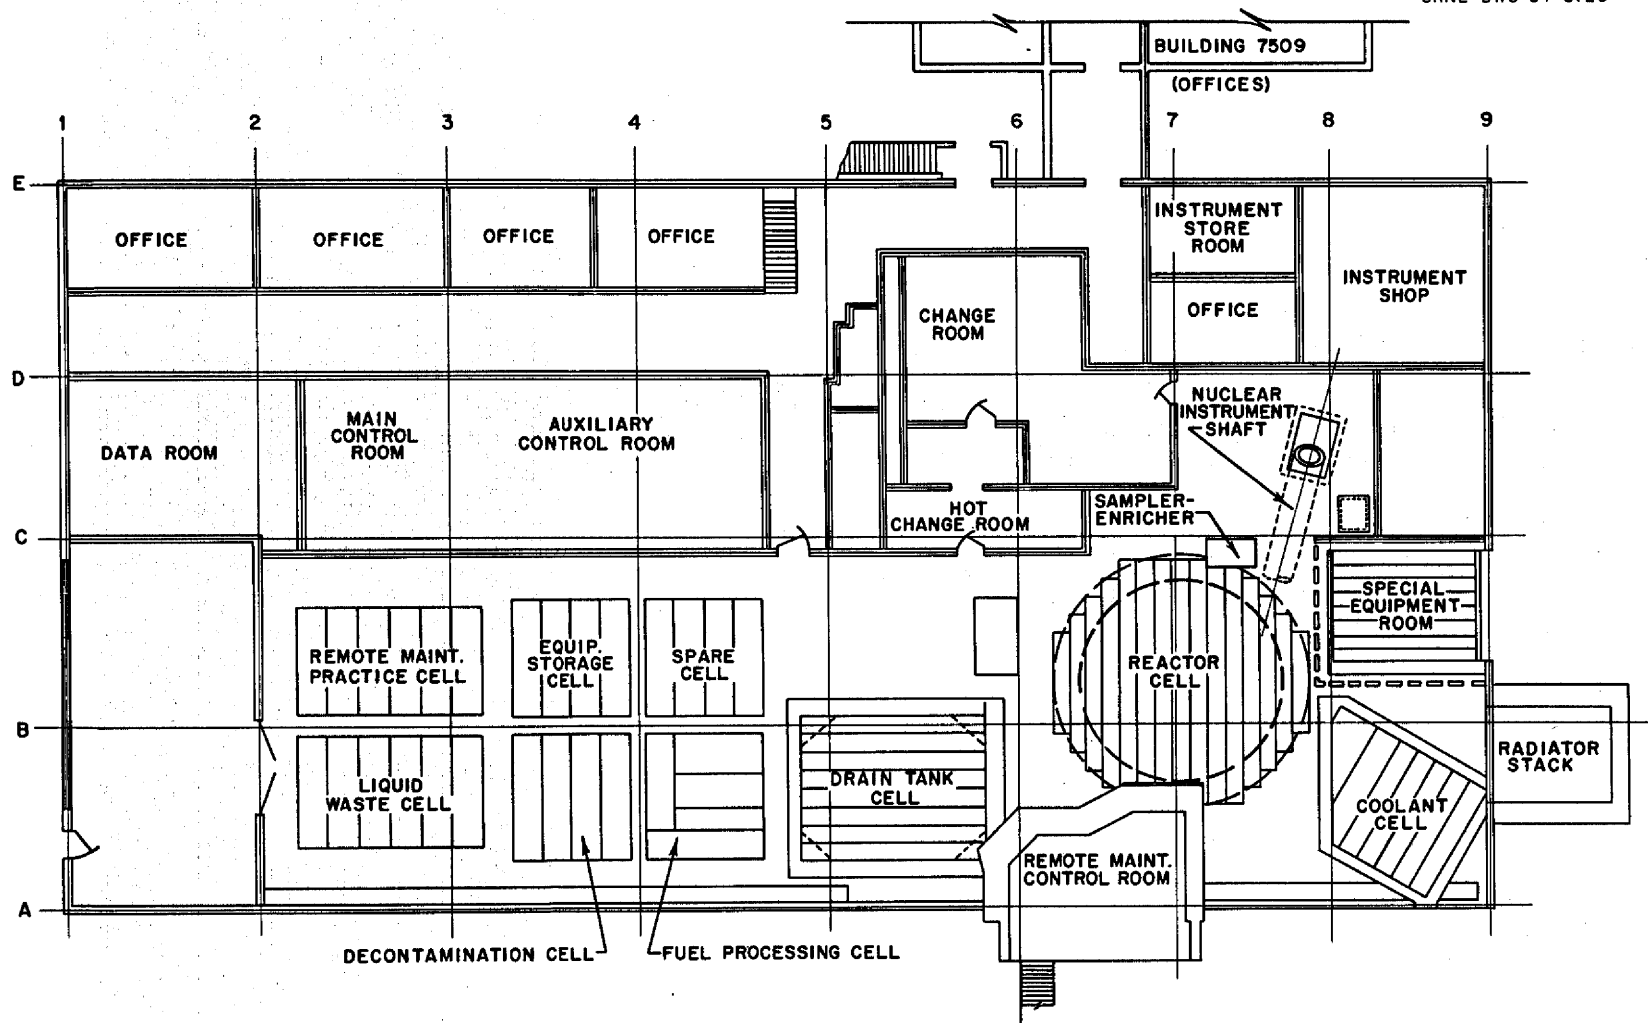 BUILDING 7509
(OFFICES)
1 2 3 4 5 6 7 8 9
E
OFFICE
OFFICE
OFFICE
OFFICE
INSTRUMENT
STORE
ROOM
INSTRUMENT
SHOP
OFFICE
CHANGE
ROOM
D
NUCLEAR
INSTRUMENT
SHAFT
DATA ROOM
MAIN
CONTROL
ROOM
AUXILIARY
CONTROL ROOM
HOT
CHANGE ROOM
SAMPLER-
ENRICHER
C
REMOTE MAINT.
PRACTICE CELL
EQUIP.
STORAGE
CELL
SPARE
CELL
REACTOR
CELL
SPECIAL
EQUIPMENT
ROOM
B
LIQUID
WASTE CELL
DRAIN TANK
CELL
COOLANT
CELL
RADIATOR
STACK
REMOTE MAINT.
CONTROL ROOM
A
DECONTAMINATION CELL
FUEL PROCESSING CELL